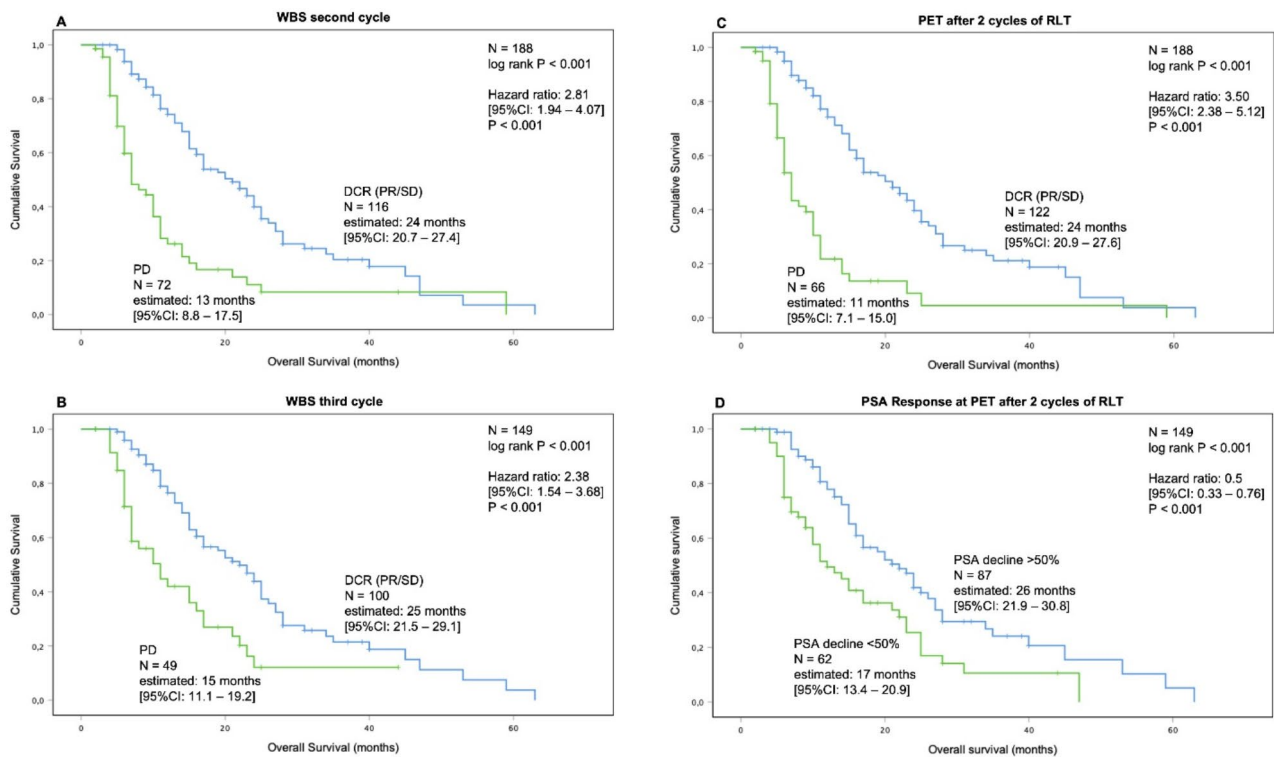 A
WBS second cycle
N = 188
log rank P < 0.001
Hazard ratio: 2.81
[95%CI: 1.94 – 4.07]
P < 0.001
DCR (PR/SD)
N = 116
estimated: 24 months
[95%CI: 20.7 – 27.4]
PD
N = 72
estimated: 13 months
[95%CI: 8.8 – 17.5]
Cumulative Survival
1,0
0,8
0,6
0,4
0,2
0,0
0
20
40
60
Overall Survival (months)
B
WBS third cycle
N = 149
log rank P < 0.001
Hazard ratio: 2.38
[95%CI: 1.54 – 3.68]
P < 0.001
DCR (PR/SD)
N = 100
estimated: 25 months
[95%CI: 21.5 – 29.1]
PD
N = 49
estimated: 15 months
[95%CI: 11.1 – 19.2]
Cumulative Survival
1,0
0,8
0,6
0,4
0,2
0,0
0
20
40
60
Overall Survival (months)
C
PET after 2 cycles of RLT
N = 188
log rank P < 0.001
Hazard ratio: 3.50
[95%CI: 2.38 – 5.12]
P < 0.001
DCR (PR/SD)
N = 122
estimated: 24 months
[95%CI: 20.9 – 27.6]
PD
N = 66
estimated: 11 months
[95%CI: 7.1 – 15.0]
Cumulative Survival
1,0
0,8
0,6
0,4
0,2
0,0
0
20
40
60
Overall Survival (months)
D
PSA Response at PET after 2 cycles of RLT
N = 149
log rank P < 0.001
Hazard ratio: 0.5
[95%CI: 0.33 – 0.76]
P < 0.001
PSA decline >50%
N = 87
estimated: 26 months
[95%CI: 21.9 – 30.8]
PSA decline <50%
N = 62
estimated: 17 months
[95%CI: 13.4 – 20.9]
Cumulative survival
1,0
0,8
0,6
0,4
0,2
0,0
0
20
40
60
Overall survival (months)